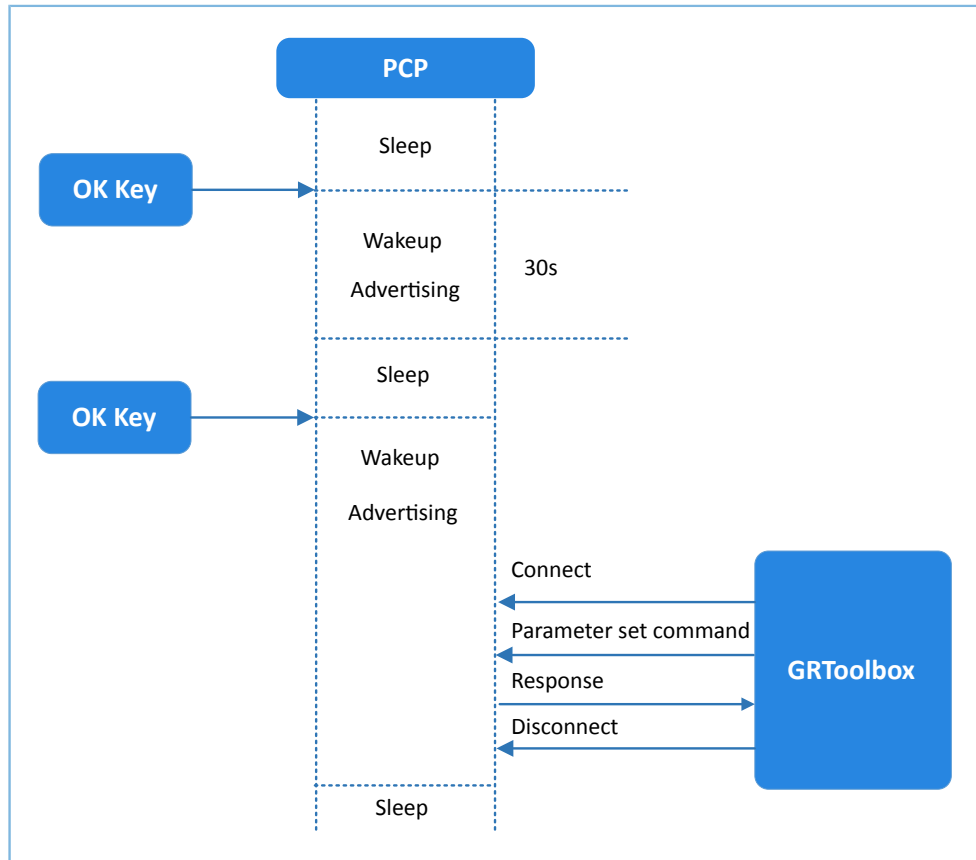 PCP
Sleep
OK Key
Wakeup
30s
Advertising
Sleep
OK Key
Wakeup
Advertising
Connect
Parameter set command
GRToolbox
Response
Disconnect
Sleep